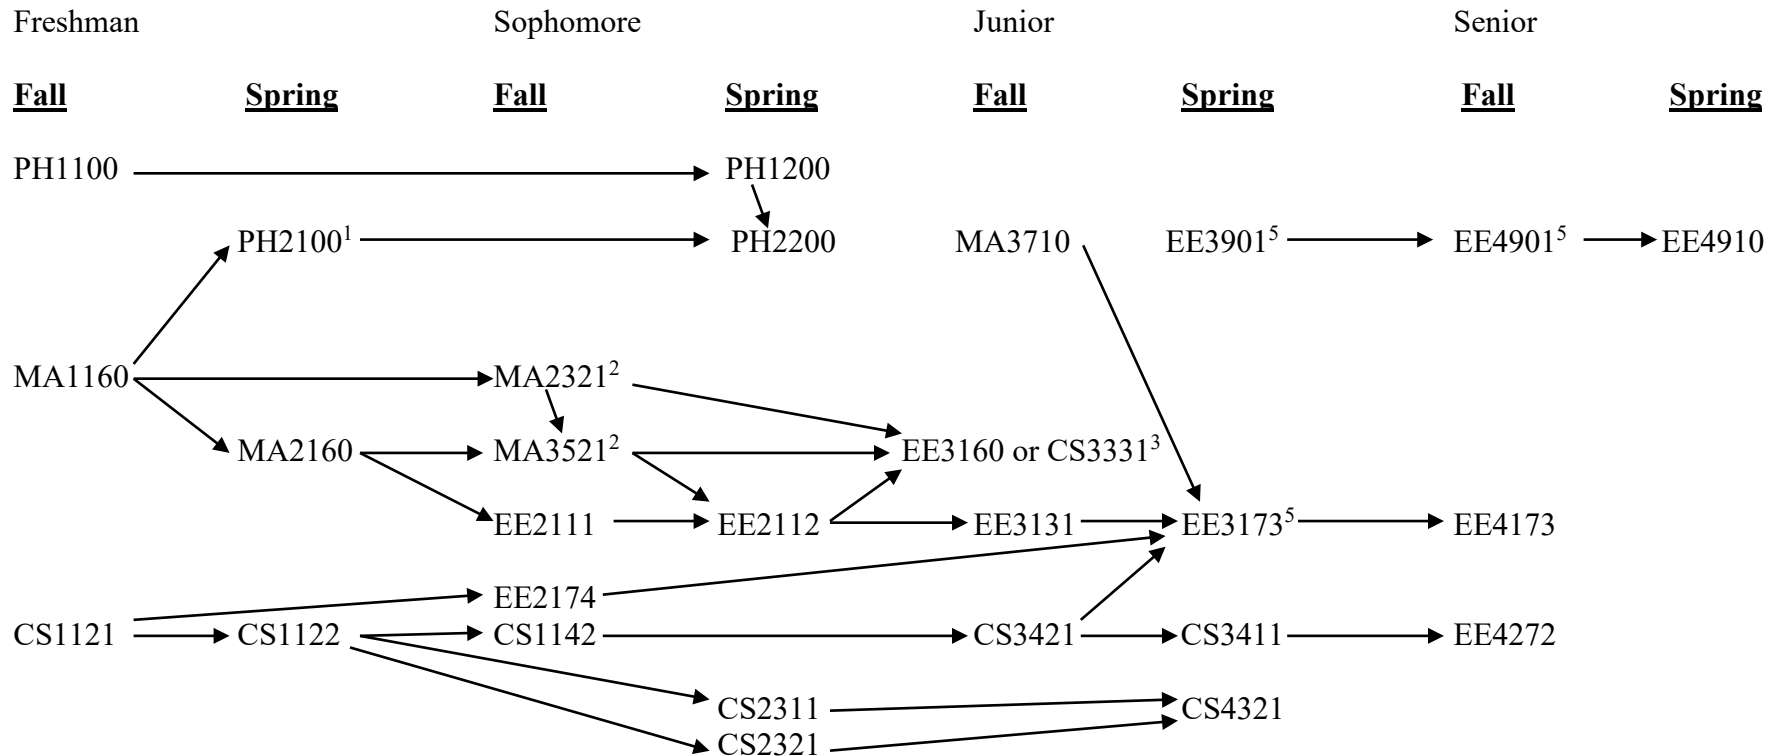 Freshman Sophomore Junior Senior
Fall Spring Fall Spring Fall Spring Fall Spring
PH1100 PH1200
PH2100¹ PH2200 MA3710 EE3901⁵ EE4901⁵ EE4910
MA1160 MA2321²
MA2160 MA3521² EE3160 or CS3331³
EE2111 EE2112 EE3131 EE3173⁵ EE4173
EE2174
CS1121 CS1122 CS1142 CS3421 CS3411 EE4272
CS2311 CS4321
CS2321